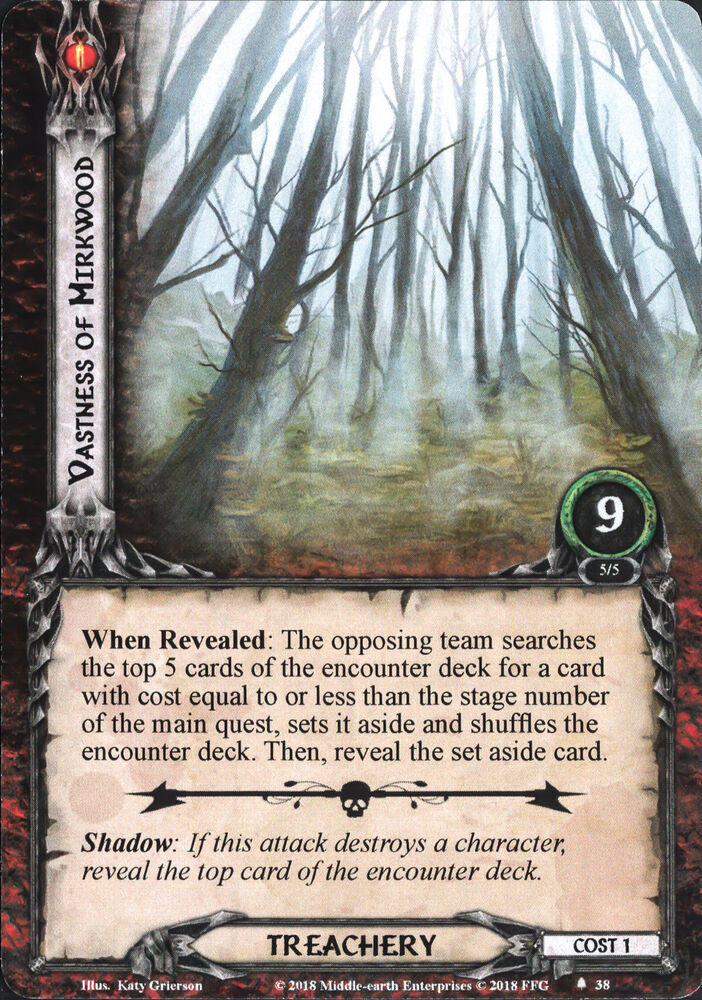 Vastness of Mirkwood
9
5/5
When Revealed: The opposing team searches
the top 5 cards of the encounter deck for a card
with cost equal to or less than the stage number
of the main quest, sets it aside and shuffles the
encounter deck. Then, reveal the set aside card.
Shadow: If this attack destroys a character,
reveal the top card of the encounter deck.
TREACHERY
COST 1
Illus. Katy Grierson © 2018 Middle-earth Enterprises © 2018 FFG 38